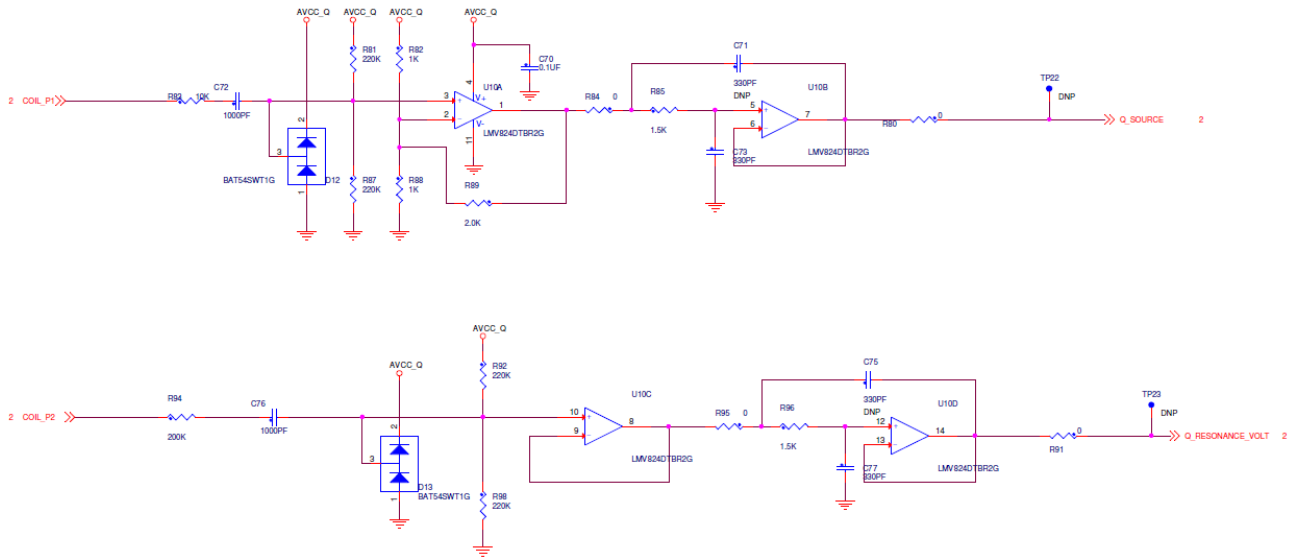 AVCC_Q AVCC_Q AVCC_Q AVCC_Q
R81
220K
R82
1K
C70
0.1UF
C71
330PF
DNP
2 COIL_P1
R83 10K
C72
1000PF
4
V+
U10A
3 +
2 -
1
V-
11
LMV824DTBR2G
R84 0
R85
1.5K
U10B
5 +
6 -
7
LMV824DTBR2G
C73
330PF
R80 0
TP22
DNP
Q_SOURCE 2
2
3
1
BAT54SWT1G D12
R87
220K
R88
1K
R89
2.0K
AVCC_Q
AVCC_Q
R92
220K
2 COIL_P2
R94
200K
C76
1000PF
2
3
1
D13
BAT54SWT1G
R98
220K
U10C
10 +
9 -
8
LMV824DTBR2G
R95 0
R96
1.5K
C75
330PF
DNP
U10D
12 +
13 -
14
LMV824DTBR2G
C77
330PF
R91 0
TP23
DNP
Q_RESONANCE_VOLT 2